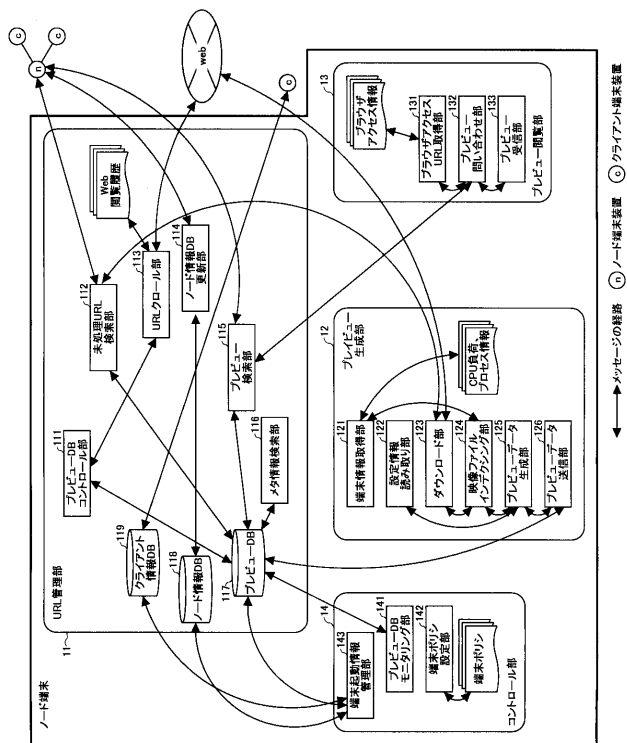 ノード端末
11
URL管理部
111
プレビューDB
コントロール部
112
未処理URL
検索部
Web
閲覧履歴
113
URLクロール部
114
ノード情報DB
更新部
115
プレビュー
検索部
116
メタ情報検索部
119
クライアント
情報DB
118
ノード情報DB
117
プレビューDB
n
c
c
web
c
14
143
端末起動情報
管理部
141
プレビューDB
モニタリング部
142
端末ポリシ
設定部
端末ポリシ
コントロール部
12
プレイビュー
生成部
121
端末情報取得部
122
設定情報
読み取り部
123
ダウンロード部
124
映像ファイル
インデクシング部
125
プレビューデータ
生成部
126
プレビューデータ
送信部
CPU負荷、
プロセス情報
13
ブラウザ
アクセス情報
131
ブラウザアクセス
URL取得部
132
プレビュー
問い合わせ部
133
プレビュー
受信部
プレビュー閲覧部
メッセージの経路
n ノード端末装置
c クライアント端末装置